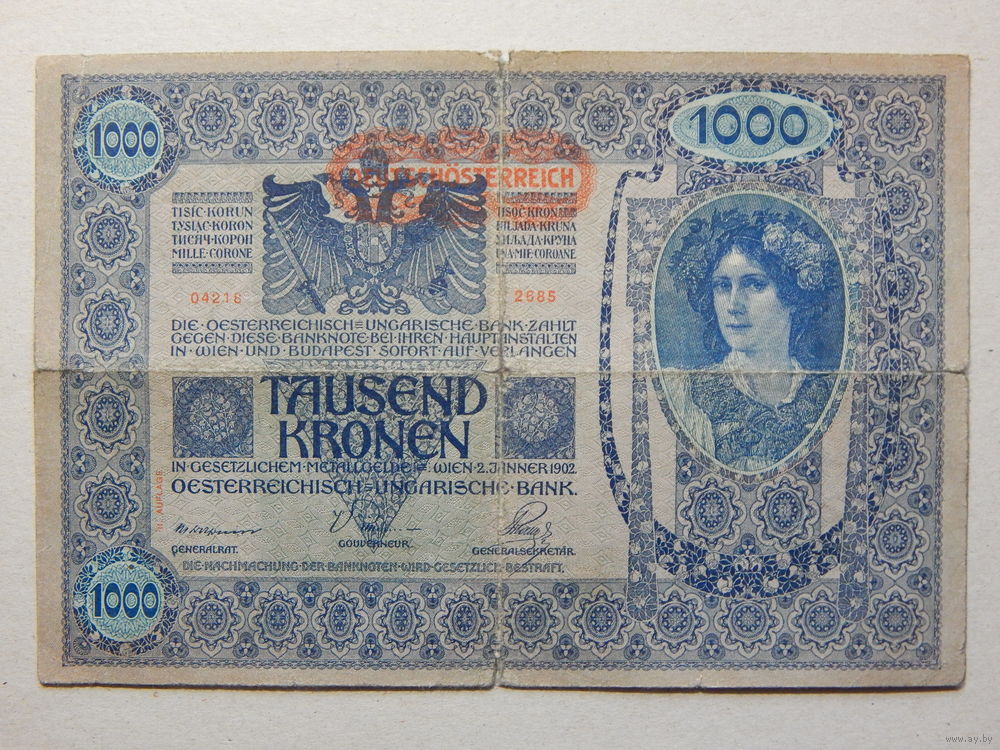 1000
1000
DEUTSCHÖSTERREICH
TISÍC·KORUN
TYSIĄC·KORON
ТИСЯЧ·КОРОН
MILLE·CORONE
TISOČ·KRON
HILJADA·KRUNA
ХИЉАДА·КРУНА
UNA·MIE·COROANE
04216 2685
DIE·OESTERREICHISCH=UNGARISCHE·BANK·ZAHLT
GEGEN·DIESE·BANKNOTE·BEI·IHREN·HAUPTANSTALTEN
IN·WIEN·UND·BUDAPEST·SOFORT·AUF·VERLANGEN
TAUSEND
KRONEN
IN·GESETZLICHEM·METALLGELDE=·WIEN·2.JÄNNER 1902.
OESTERREICHISCH=UNGARISCHE·BANK.
II. AUFLAGE
GENERALRAT.
GOUVERNEUR.
GENERALSEKRETÄR.
DIE·NACHMACHUNG·DER·BANKNOTEN·WIRD·GESETZLICH·BESTRAFT.
1000
www.ay.by